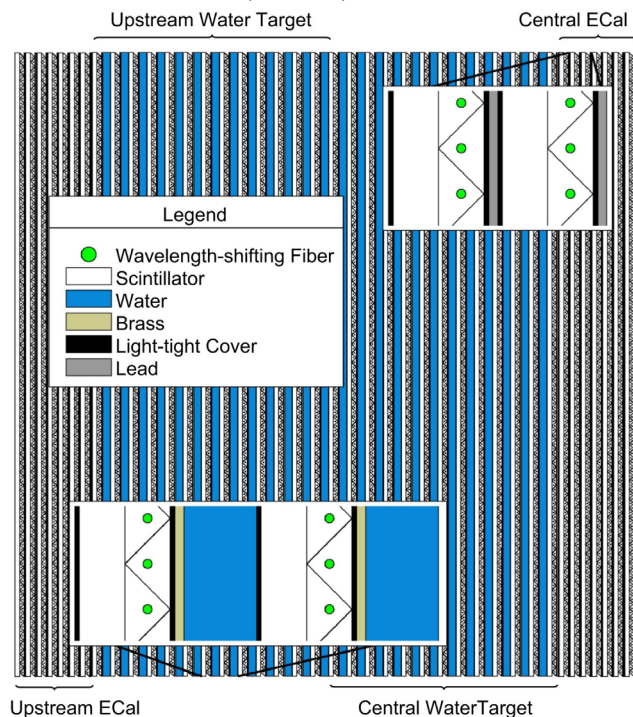 Upstream Water Target
Central ECal
Legend
Wavelength-shifting Fiber
Scintillator
Water
Brass
Light-tight Cover
Lead
Upstream ECal
Central WaterTarget